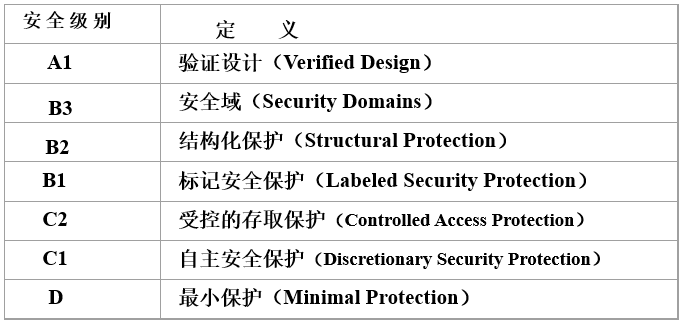 安全级别 定 义
A1 验证设计（Verified Design）
B3 安全域（Security Domains）
B2 结构化保护（Structural Protection）
B1 标记安全保护（Labeled Security Protection）
C2 受控的存取保护（Controlled Access Protection）
C1 自主安全保护（Discretionary Security Protection）
D 最小保护（Minimal Protection）